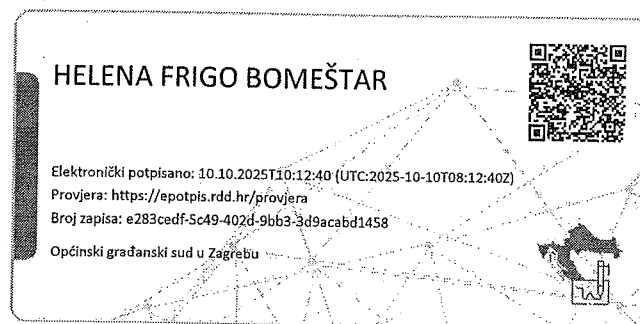 HELENA FRIGO BOMEŠTAR
Elektronički potpisano: 10.10.2025T10:12:40 (UTC:2025-10-10T08:12:40Z)
Provjera: https://epotpis.rdd.hr/provjera
Broj zapisa: e283cedf-5c49-402d-9bb3-3d9acabd1458
Općinski građanski sud u Zagrebu